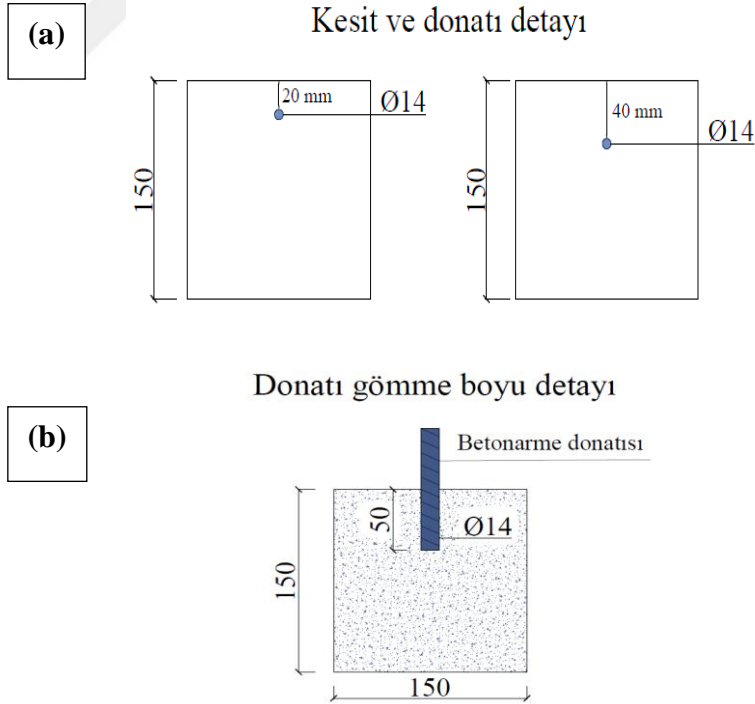 (a)
Kesit ve donatı detayı
20 mm
Ø14
150
40 mm
Ø14
150
Donatı gömme boyu detayı
(b)
Betonarme donatısı
50
Ø14
150
150